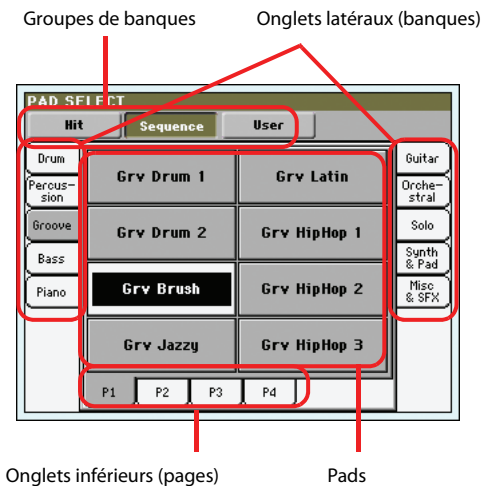 Groupes de banques
Onglets latéraux (banques)
PAD SELECT
Hit
Sequence
User
Drum
Percus-
sion
Groove
Bass
Piano
Grv Drum 1
Grv Latin
Grv Drum 2
Grv HipHop 1
Grv Brush
Grv HipHop 2
Grv Jazzy
Grv HipHop 3
Guitar
Orche-
stral
Solo
Synth
& Pad
Misc
& SFX
P1
P2
P3
P4
Onglets inférieurs (pages)
Pads